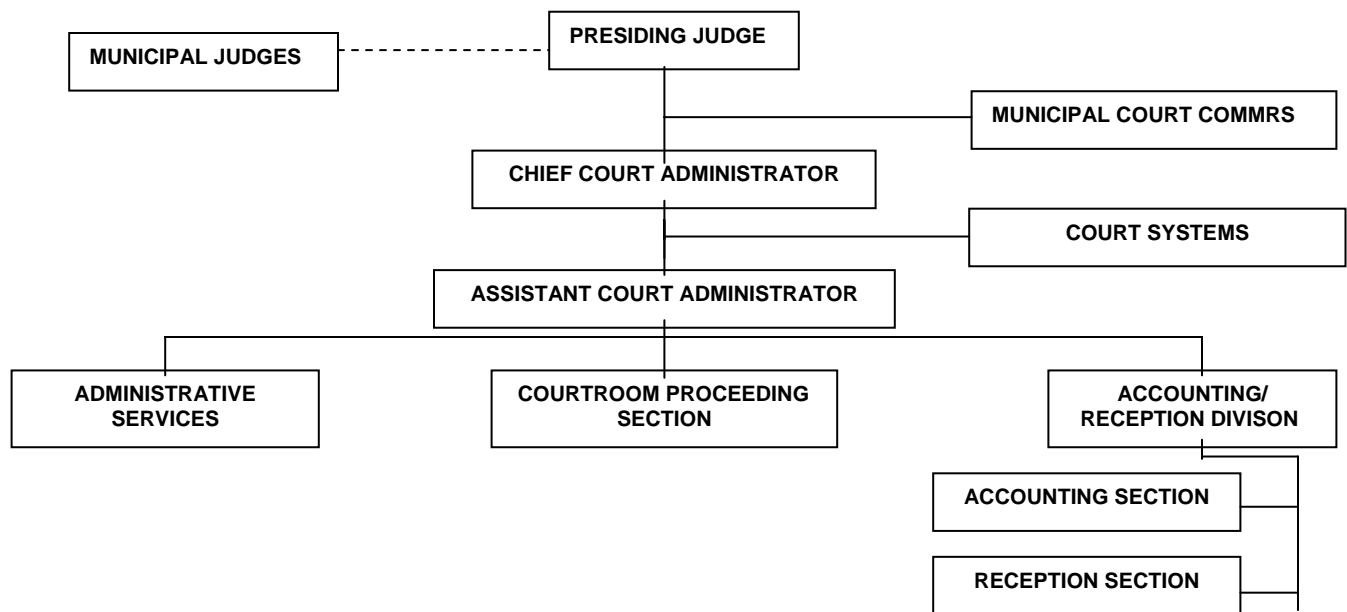 PRESIDING JUDGE
MUNICIPAL JUDGES
MUNICIPAL COURT COMMRS
CHIEF COURT ADMINISTRATOR
COURT SYSTEMS
ASSISTANT COURT ADMINISTRATOR
ADMINISTRATIVE
SERVICES
COURTROOM PROCEEDING
SECTION
ACCOUNTING/
RECEPTION DIVISON
ACCOUNTING SECTION
RECEPTION SECTION